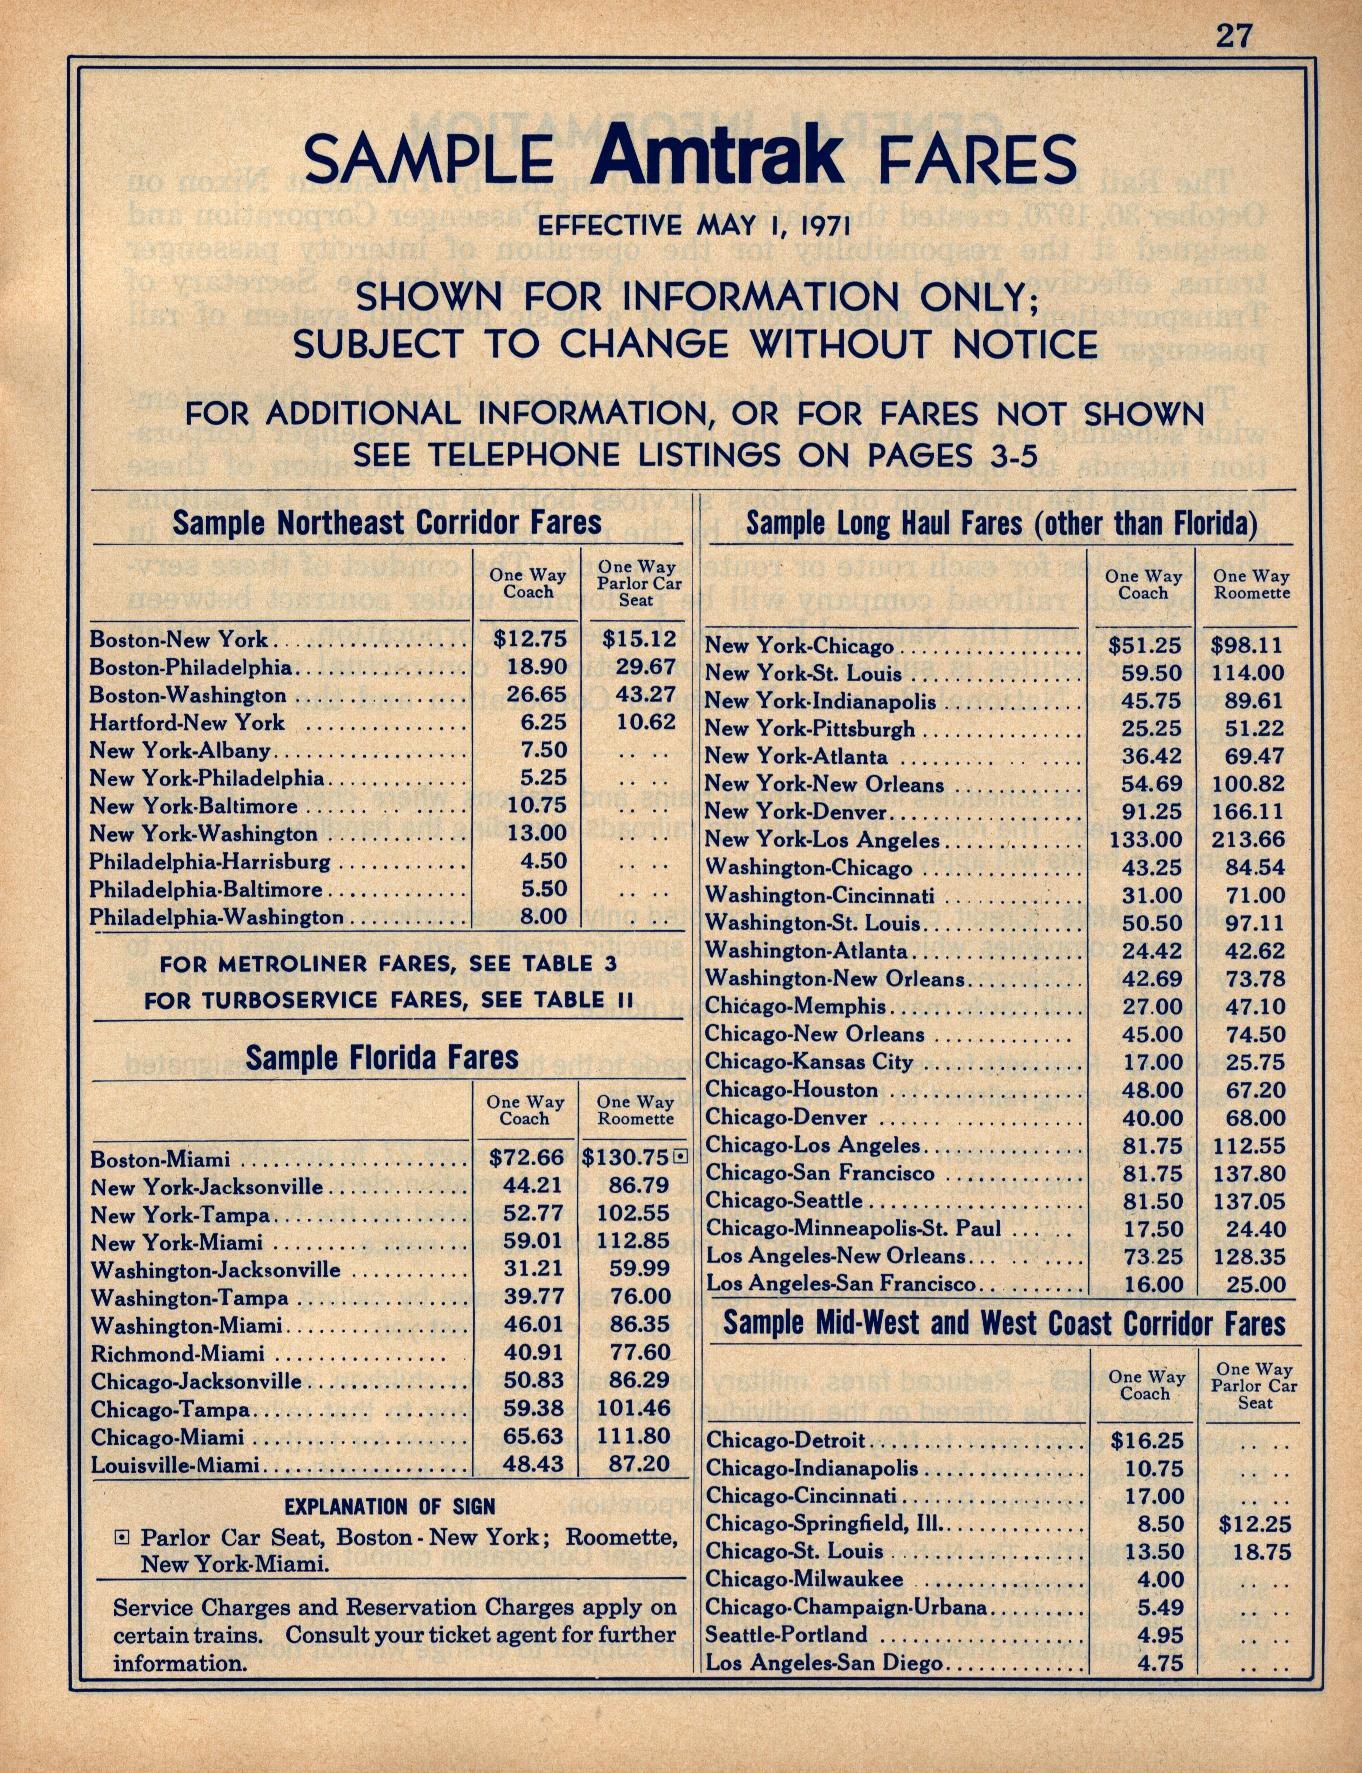 27
SAMPLE Amtrak FARES
EFFECTIVE MAY 1, 1971
SHOWN FOR INFORMATION ONLY;
SUBJECT TO CHANGE WITHOUT NOTICE
FOR ADDITIONAL INFORMATION, OR FOR FARES NOT SHOWN
SEE TELEPHONE LISTINGS ON PAGES 3-5
Sample Northeast Corridor Fares
One Way Coach
One Way Parlor Car Seat
Boston-New York $12.75 $15.12
Boston-Philadelphia 18.90 29.67
Boston-Washington 26.65 43.27
Hartford-New York 6.25 10.62
New York-Albany 7.50 .. ..
New York-Philadelphia 5.25 .. ..
New York-Baltimore 10.75 .. ..
New York-Washington 13.00 .. ..
Philadelphia-Harrisburg 4.50 .. ..
Philadelphia-Baltimore 5.50 .. ..
Philadelphia-Washington 8.00 .. ..
FOR METROLINER FARES, SEE TABLE 3
FOR TURBOSERVICE FARES, SEE TABLE 11
Sample Florida Fares
One Way Coach
One Way Roomette
Boston-Miami $72.66 $130.75⊡
New York-Jacksonville 44.21 86.79
New York-Tampa 52.77 102.55
New York-Miami 59.01 112.85
Washington-Jacksonville 31.21 59.99
Washington-Tampa 39.77 76.00
Washington-Miami 46.01 86.35
Richmond-Miami 40.91 77.60
Chicago-Jacksonville 50.83 86.29
Chicago-Tampa 59.38 101.46
Chicago-Miami 65.63 111.80
Louisville-Miami 48.43 87.20
EXPLANATION OF SIGN
⊡ Parlor Car Seat, Boston-New York; Roomette,
New York-Miami.
Service Charges and Reservation Charges apply on
certain trains. Consult your ticket agent for further
information.
Sample Long Haul Fares (other than Florida)
One Way Coach
One Way Roomette
New York-Chicago $51.25 $98.11
New York-St. Louis 59.50 114.00
New York-Indianapolis 45.75 89.61
New York-Pittsburgh 25.25 51.22
New York-Atlanta 36.42 69.47
New York-New Orleans 54.69 100.82
New York-Denver 91.25 166.11
New York-Los Angeles 133.00 213.66
Washington-Chicago 43.25 84.54
Washington-Cincinnati 31.00 71.00
Washington-St. Louis 50.50 97.11
Washington-Atlanta 24.42 42.62
Washington-New Orleans 42.69 73.78
Chicago-Memphis 27.00 47.10
Chicago-New Orleans 45.00 74.50
Chicago-Kansas City 17.00 25.75
Chicago-Houston 48.00 67.20
Chicago-Denver 40.00 68.00
Chicago-Los Angeles 81.75 112.55
Chicago-San Francisco 81.75 137.80
Chicago-Seattle 81.50 137.05
Chicago-Minneapolis-St. Paul 17.50 24.40
Los Angeles-New Orleans 73.25 128.35
Los Angeles-San Francisco 16.00 25.00
Sample Mid-West and West Coast Corridor Fares
One Way Coach
One Way Parlor Car Seat
Chicago-Detroit $16.25 .. ..
Chicago-Indianapolis 10.75 .. ..
Chicago-Cincinnati 17.00 .. ..
Chicago-Springfield, Ill. 8.50 $12.25
Chicago-St. Louis 13.50 18.75
Chicago-Milwaukee 4.00 .. ..
Chicago-Champaign-Urbana 5.49 .. ..
Seattle-Portland 4.95 .. ..
Los Angeles-San Diego 4.75 .. ..